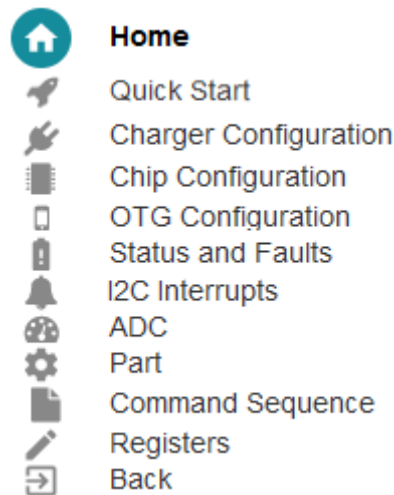 Home
Quick Start
Charger Configuration
Chip Configuration
OTG Configuration
Status and Faults
I2C Interrupts
ADC
Part
Command Sequence
Registers
Back